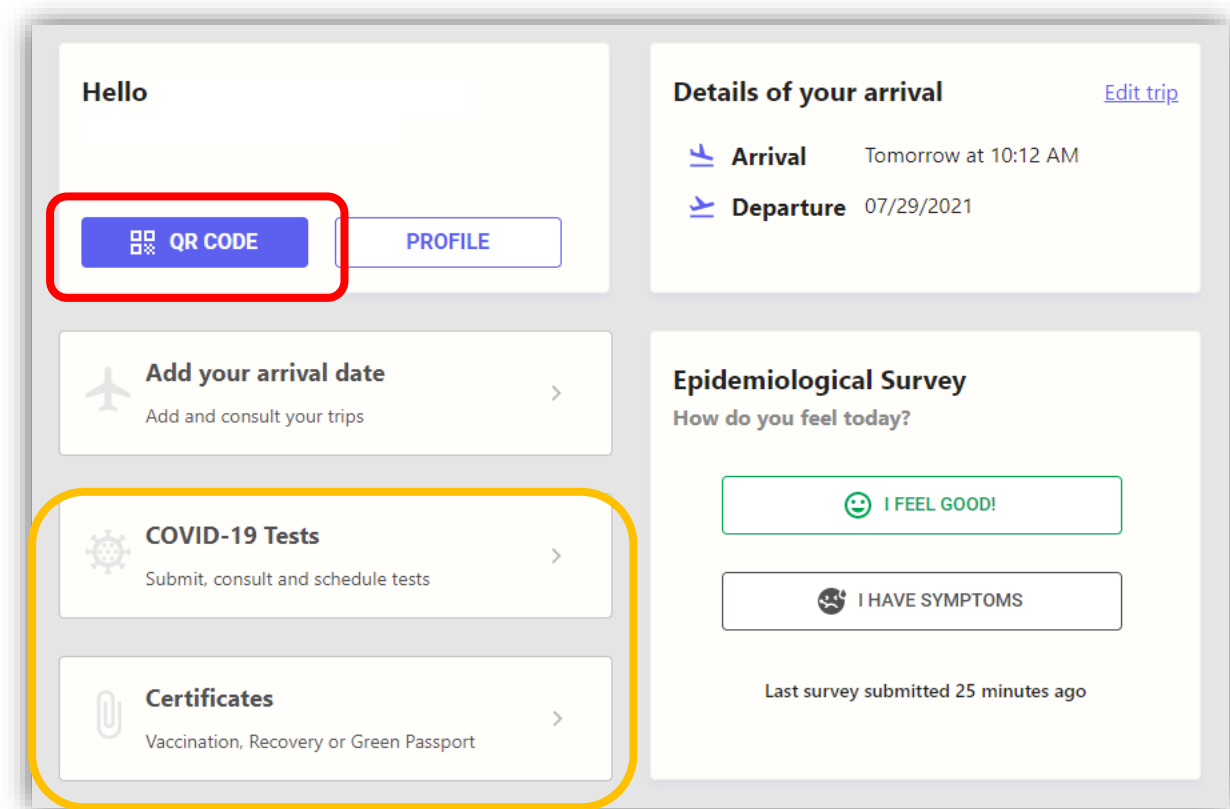 Hello
QR CODE
PROFILE
Details of your arrival
Edit trip
Arrival Tomorrow at 10:12 AM
Departure 07/29/2021
Add your arrival date
Add and consult your trips
COVID-19 Tests
Submit, consult and schedule tests
Certificates
Vaccination, Recovery or Green Passport
Epidemiological Survey
How do you feel today?
I FEEL GOOD!
I HAVE SYMPTOMS
Last survey submitted 25 minutes ago